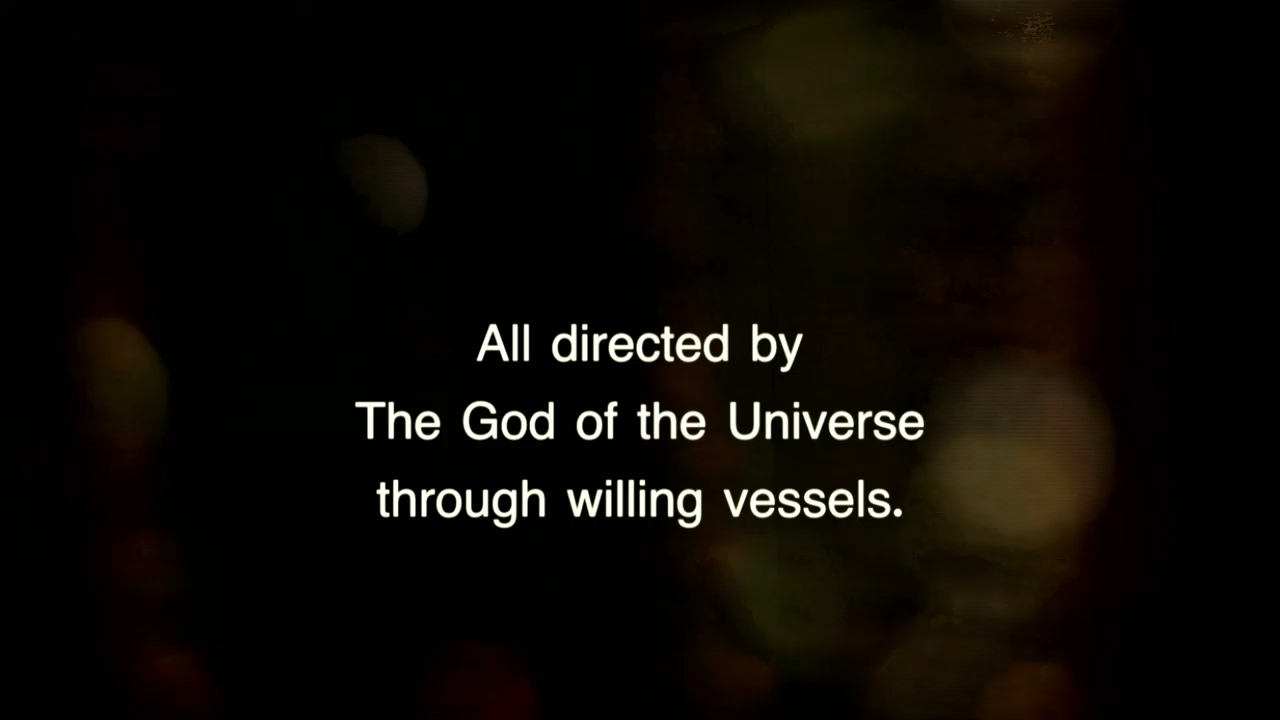 All directed by
The God of the Universe
through willing vessels.